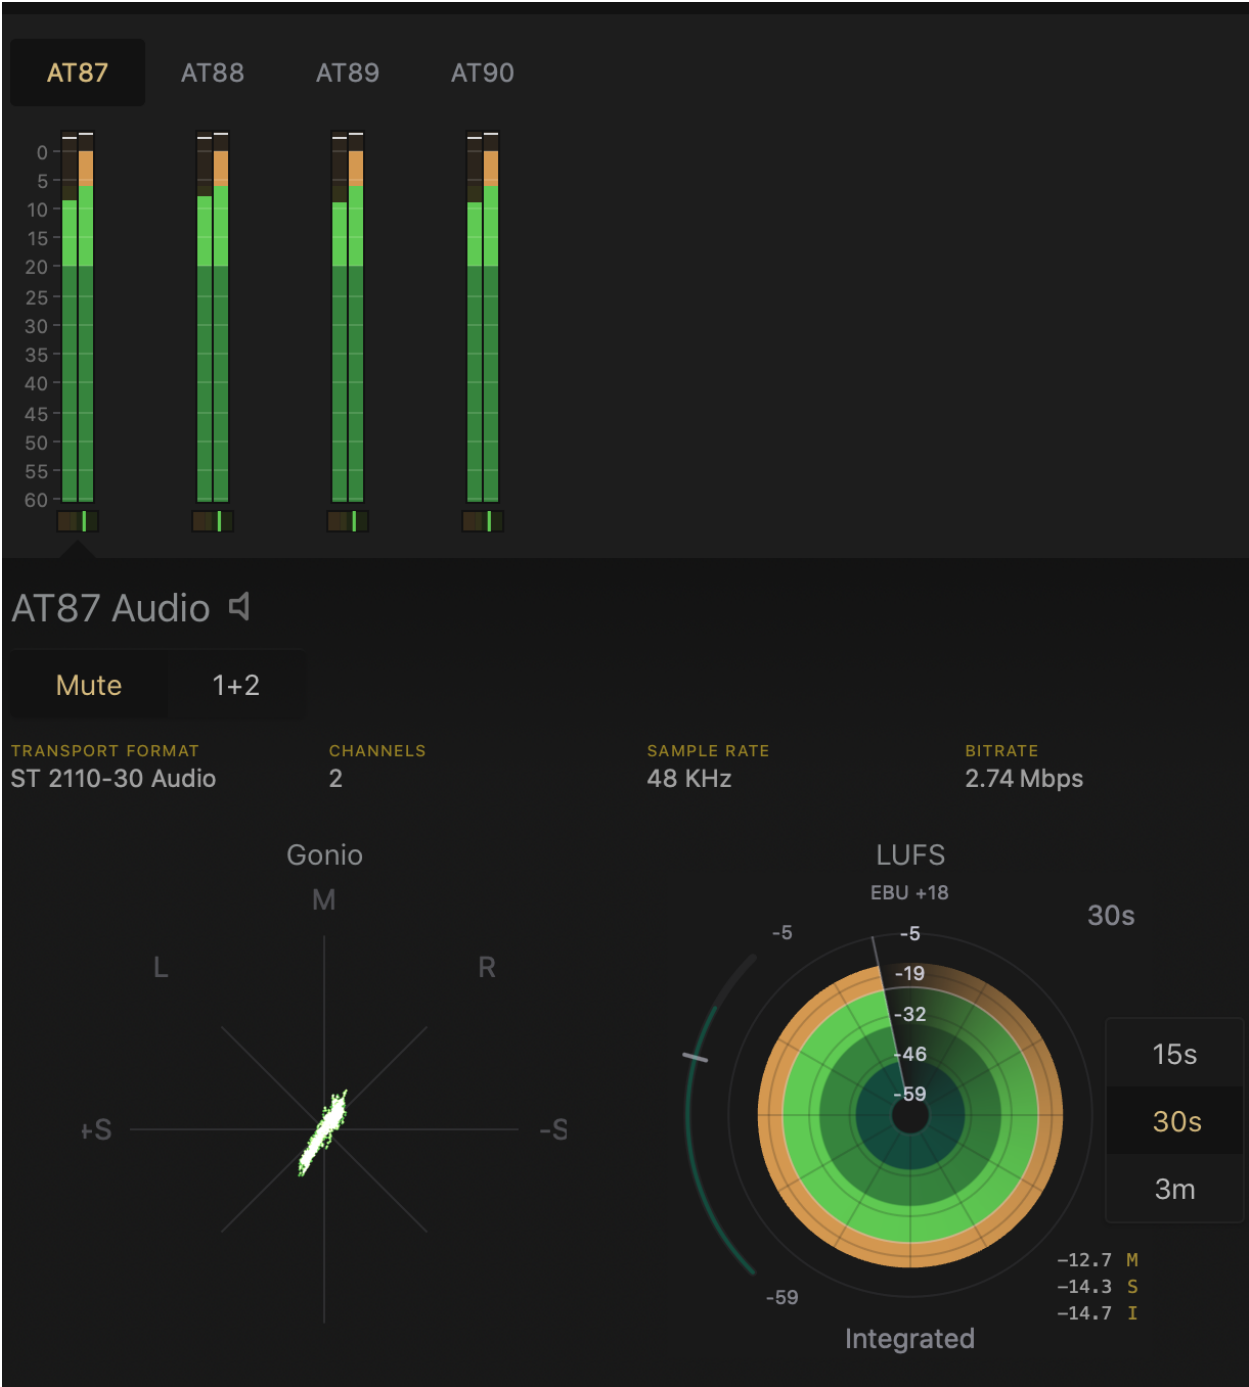 AT87 AT88 AT89 AT90
0
5
10
15
20
25
30
35
40
45
50
55
60
AT87 Audio
Mute 1+2
TRANSPORT FORMAT CHANNELS SAMPLE RATE BITRATE
ST 2110-30 Audio 2 48 KHz 2.74 Mbps
Gonio
M
L R
+S -S
LUFS
EBU +18
30s
-5 -5
-19
-32
-46
-59
-59
15s
30s
3m
-12.7 M
-14.3 S
-14.7 I
Integrated